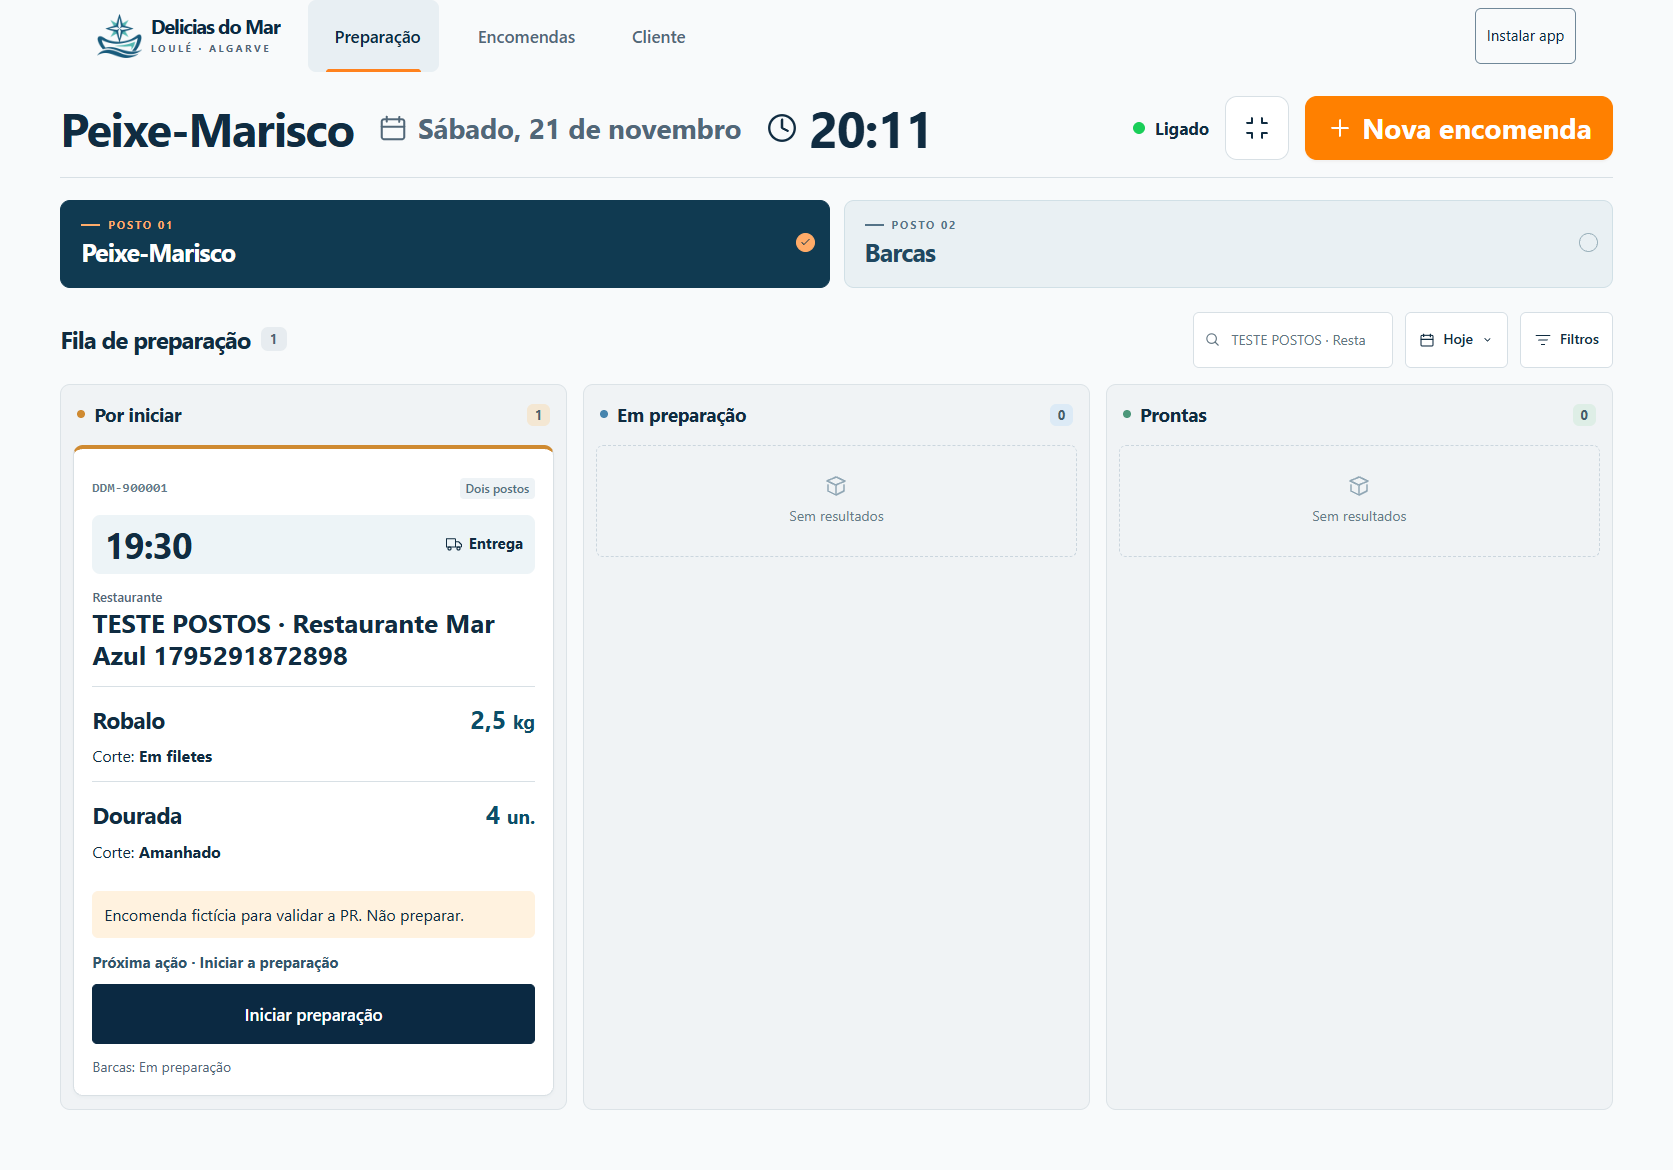 Delicias do Mar
LOULÉ · ALGARVE
Preparação
Encomendas
Cliente
Instalar app
Peixe-Marisco
Sábado, 21 de novembro
20:11
Ligado
+ Nova encomenda
POSTO 01
Peixe-Marisco
POSTO 02
Barcas
Fila de preparação 1
TESTE POSTOS · Resta
Hoje
Filtros
Por iniciar 1
DDM-900001
Dois postos
19:30
Entrega
Restaurante
TESTE POSTOS · Restaurante Mar
Azul 1795291872898
Robalo 2,5 kg
Corte: Em filetes
Dourada 4 un.
Corte: Amanhado
Encomenda fictícia para validar a PR. Não preparar.
Próxima ação · Iniciar a preparação
Iniciar preparação
Barcas: Em preparação
Em preparação 0
Sem resultados
Prontas 0
Sem resultados